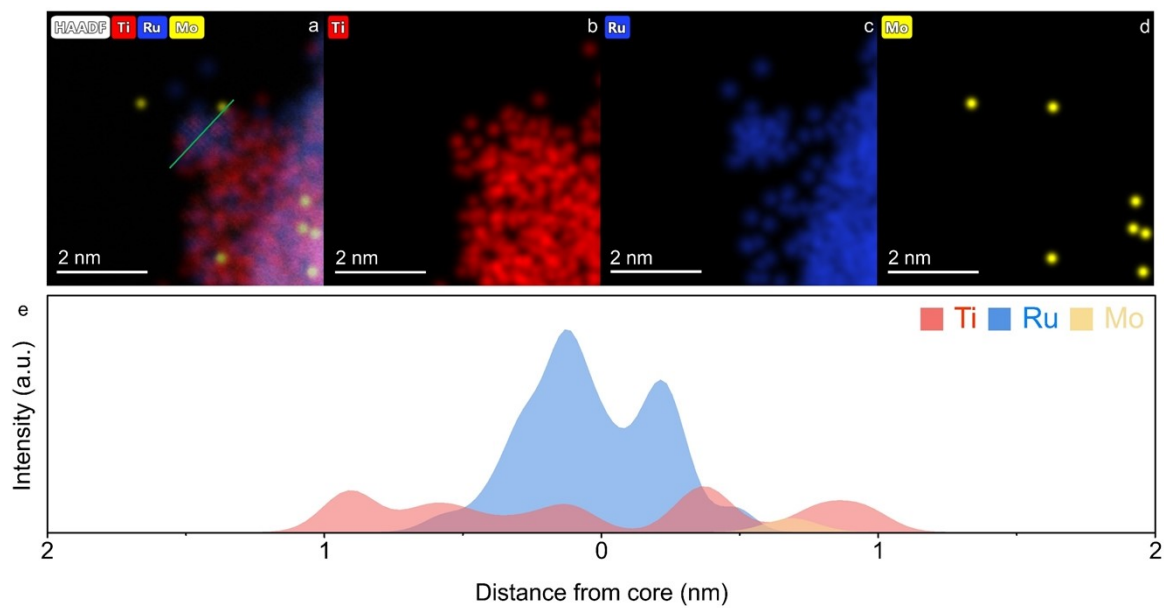 HAADF Ti Ru Mo a
Ti b
Ru c
Mo d
2 nm
2 nm
2 nm
2 nm
e
Ti Ru Mo
Intensity (a.u.)
2 1 0 1 2
Distance from core (nm)